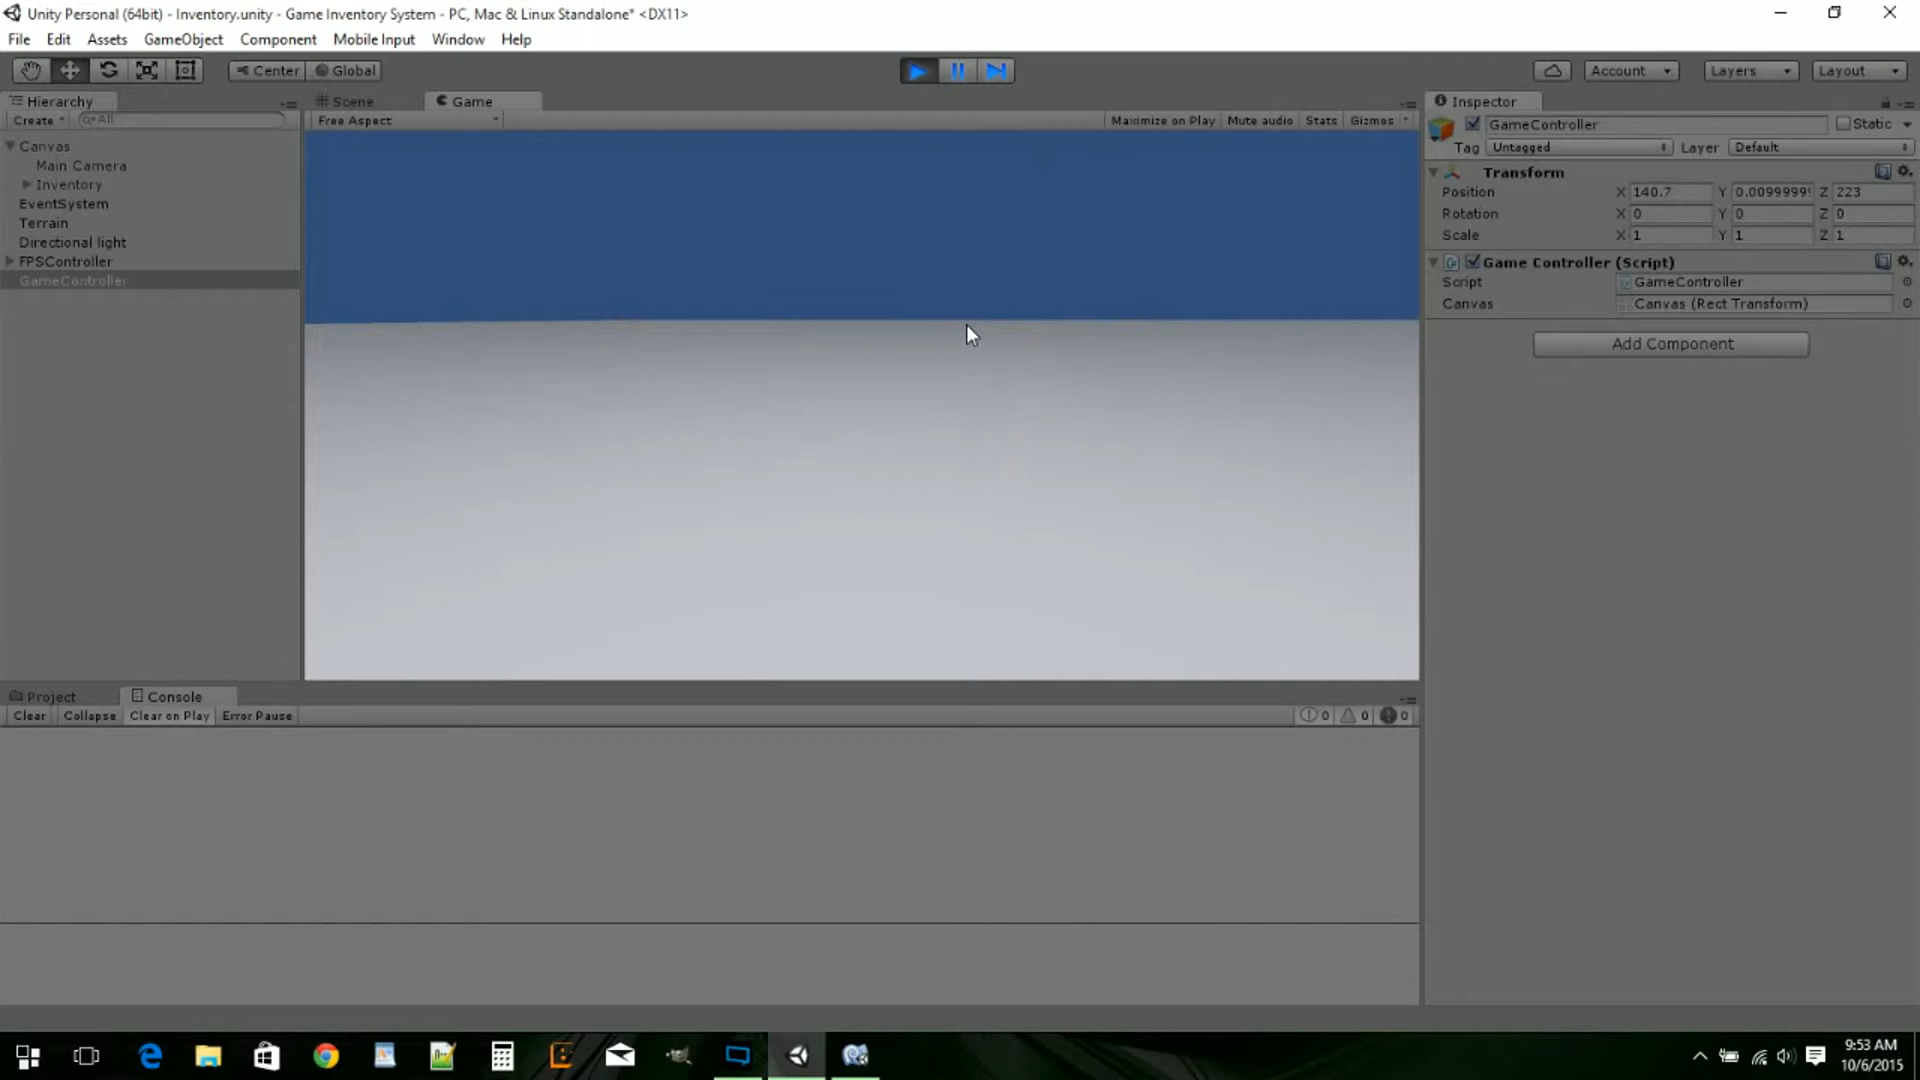 Unity Personal (64bit) - Inventory.unity - Game Inventory System - PC, Mac & Linux Standalone* <DX11>
File Edit Assets GameObject Component Mobile Input Window Help
Center Global Account Layers Layout
Hierarchy Scene Game Inspector
Create All Free Aspect Maximize on Play Mute audio Stats Gizmos GameController Static
Canvas Tag Untagged Layer Default
Main Camera Transform
Inventory Position X 140.7 Y 0.0099999 Z 223
EventSystem Rotation X 0 Y 0 Z 0
Terrain Scale X 1 Y 1 Z 1
Directional light
FPSController Game Controller (Script)
GameController Script GameController
Canvas Canvas (Rect Transform)
Add Component
Project Console
Clear Collapse Clear on Play Error Pause 0 0 0
9:53 AM
10/6/2015